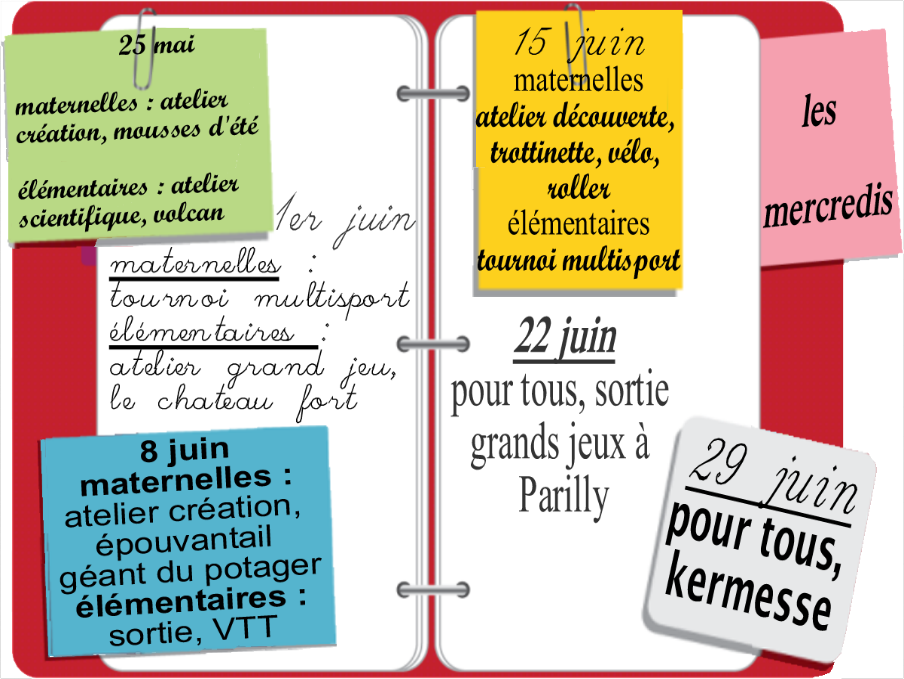 25 mai
maternelles : atelier
création, mousses d'été
élémentaires : atelier
scientifique, volcan
1er juin
maternelles :
tournoi multisport
élémentaires :
atelier grand jeu,
le chateau fort
8 juin
maternelles :
atelier création,
épouvantail
géant du potager
élémentaires :
sortie, VTT
15 juin
maternelles
atelier découverte,
trottinette, vélo,
roller
élémentaires
tournoi multisport
22 juin
pour tous, sortie
grands jeux à
Parilly
les
mercredis
29 juin
pour tous,
kermesse